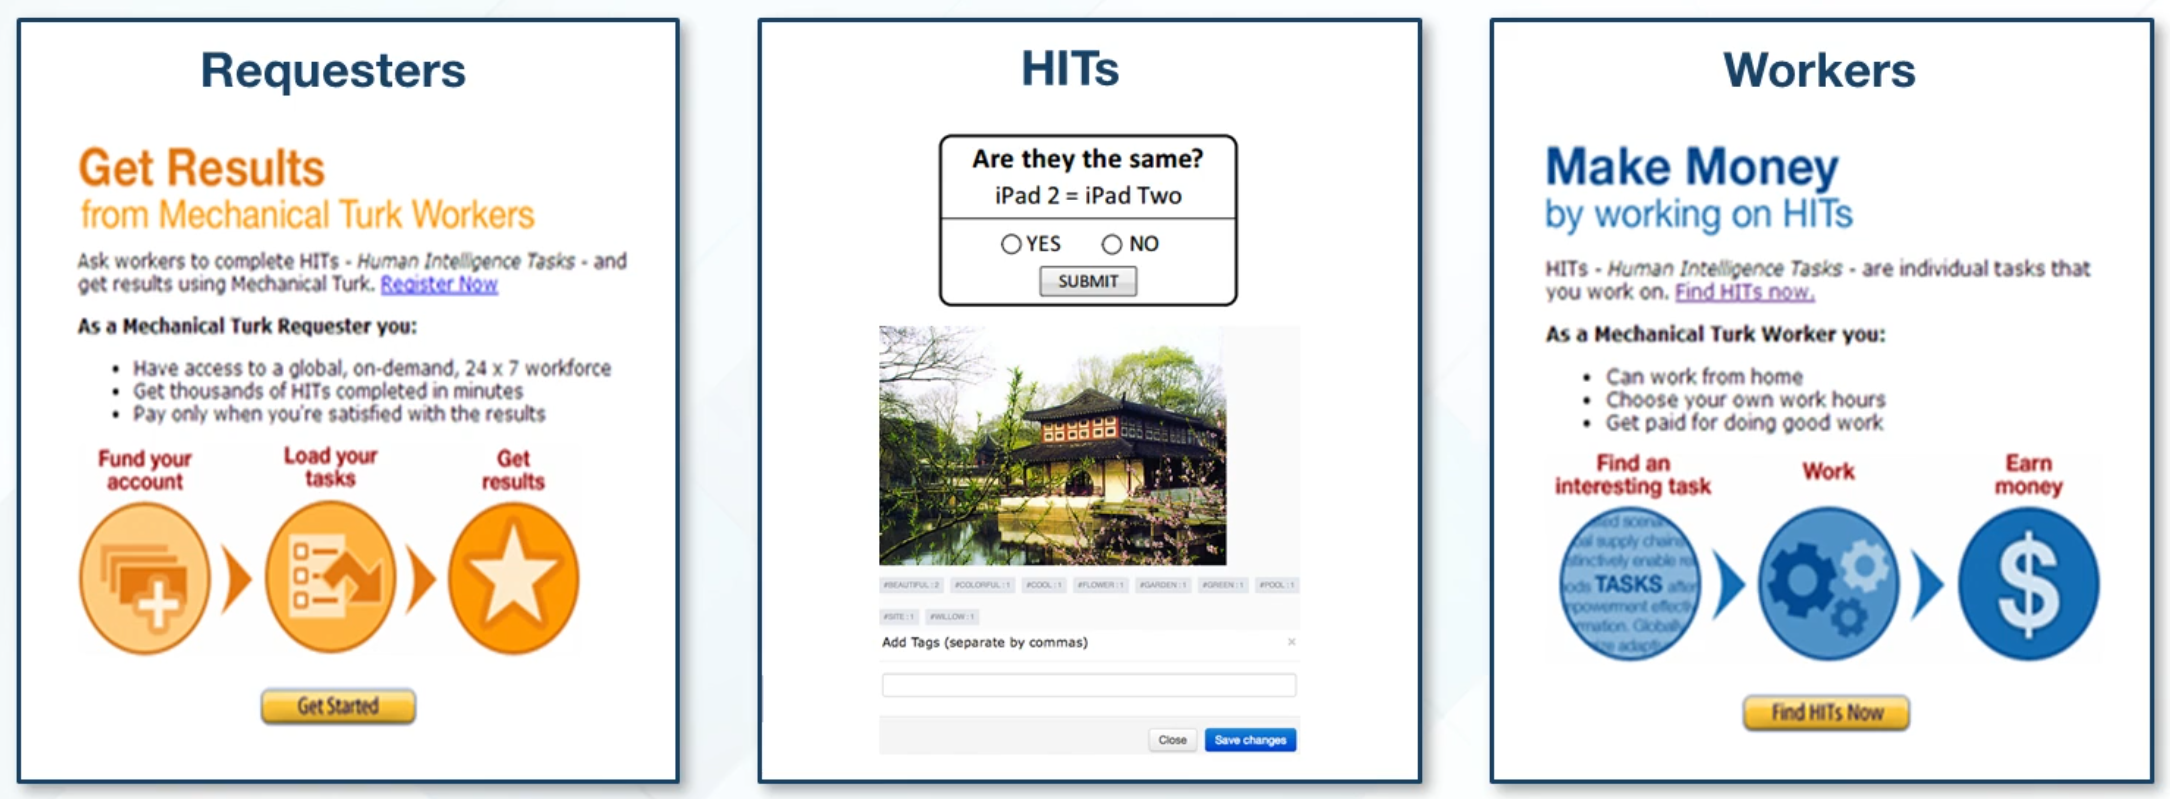 Requesters
Get Results
from Mechanical Turk Workers
Ask workers to complete HITs - Human Intelligence Tasks - and
get results using Mechanical Turk. Register Now
As a Mechanical Turk Requester you:
• Have access to a global, on-demand, 24 x 7 workforce
• Get thousands of HITs completed in minutes
• Pay only when you're satisfied with the results
Fund your
account
Load your
tasks
Get
results
Get Started
HITs
Are they the same?
iPad 2 = iPad Two
YES NO
SUBMIT
#BEAUTIFUL : 2 #COLORFUL : 1 #COOL : 1 #FLOWER : 1 #GARDEN : 1 #GREEN : 1 #POOL : 1
#SITE : 1 #WILLOW : 1
Add Tags (separate by commas) ×
Close Save changes
Workers
Make Money
by working on HITs
HITs - Human Intelligence Tasks - are individual tasks that
you work on. Find HITs now.
As a Mechanical Turk Worker you:
• Can work from home
• Choose your own work hours
• Get paid for doing good work
Find an
interesting task
Work
Earn
money
supply chain
enable
TASKS
Globally
Find HITs Now